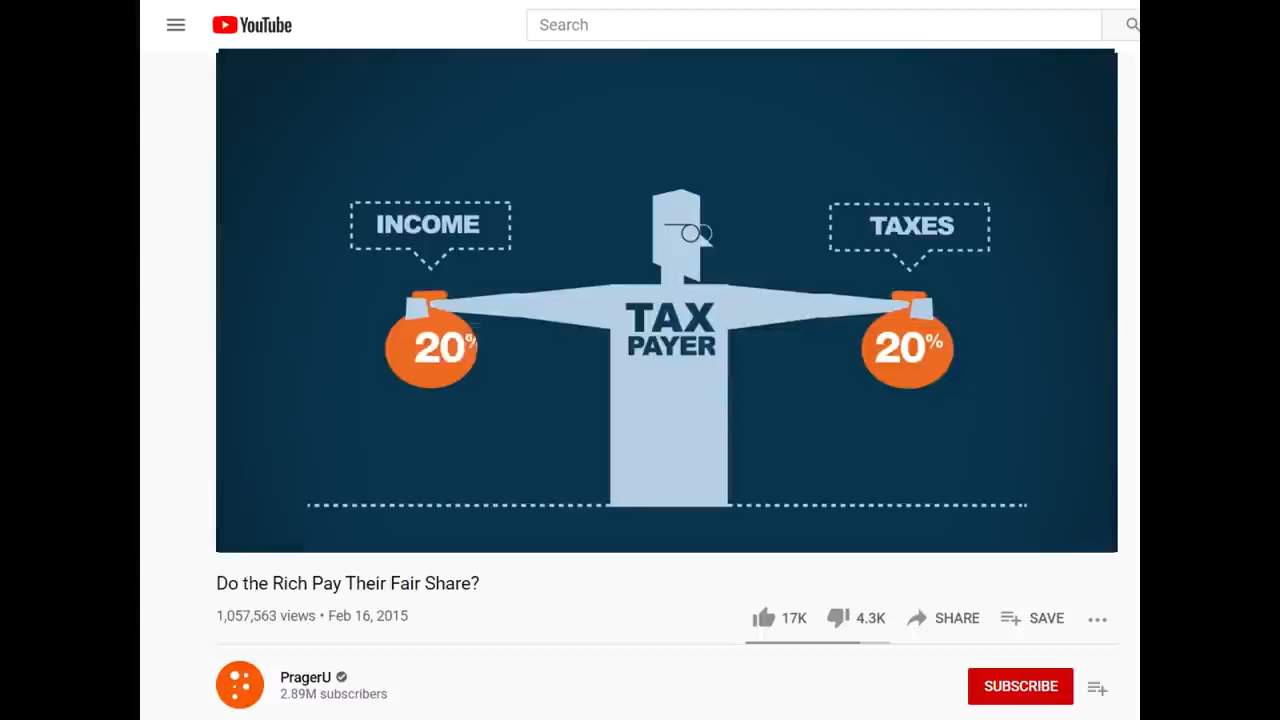 YouTube
Search
INCOME
TAXES
TAX
PAYER
20%
20%
Do the Rich Pay Their Fair Share?
1,057,563 views • Feb 16, 2015
17K
4.3K
SHARE
SAVE
PragerU
2.89M subscribers
SUBSCRIBE